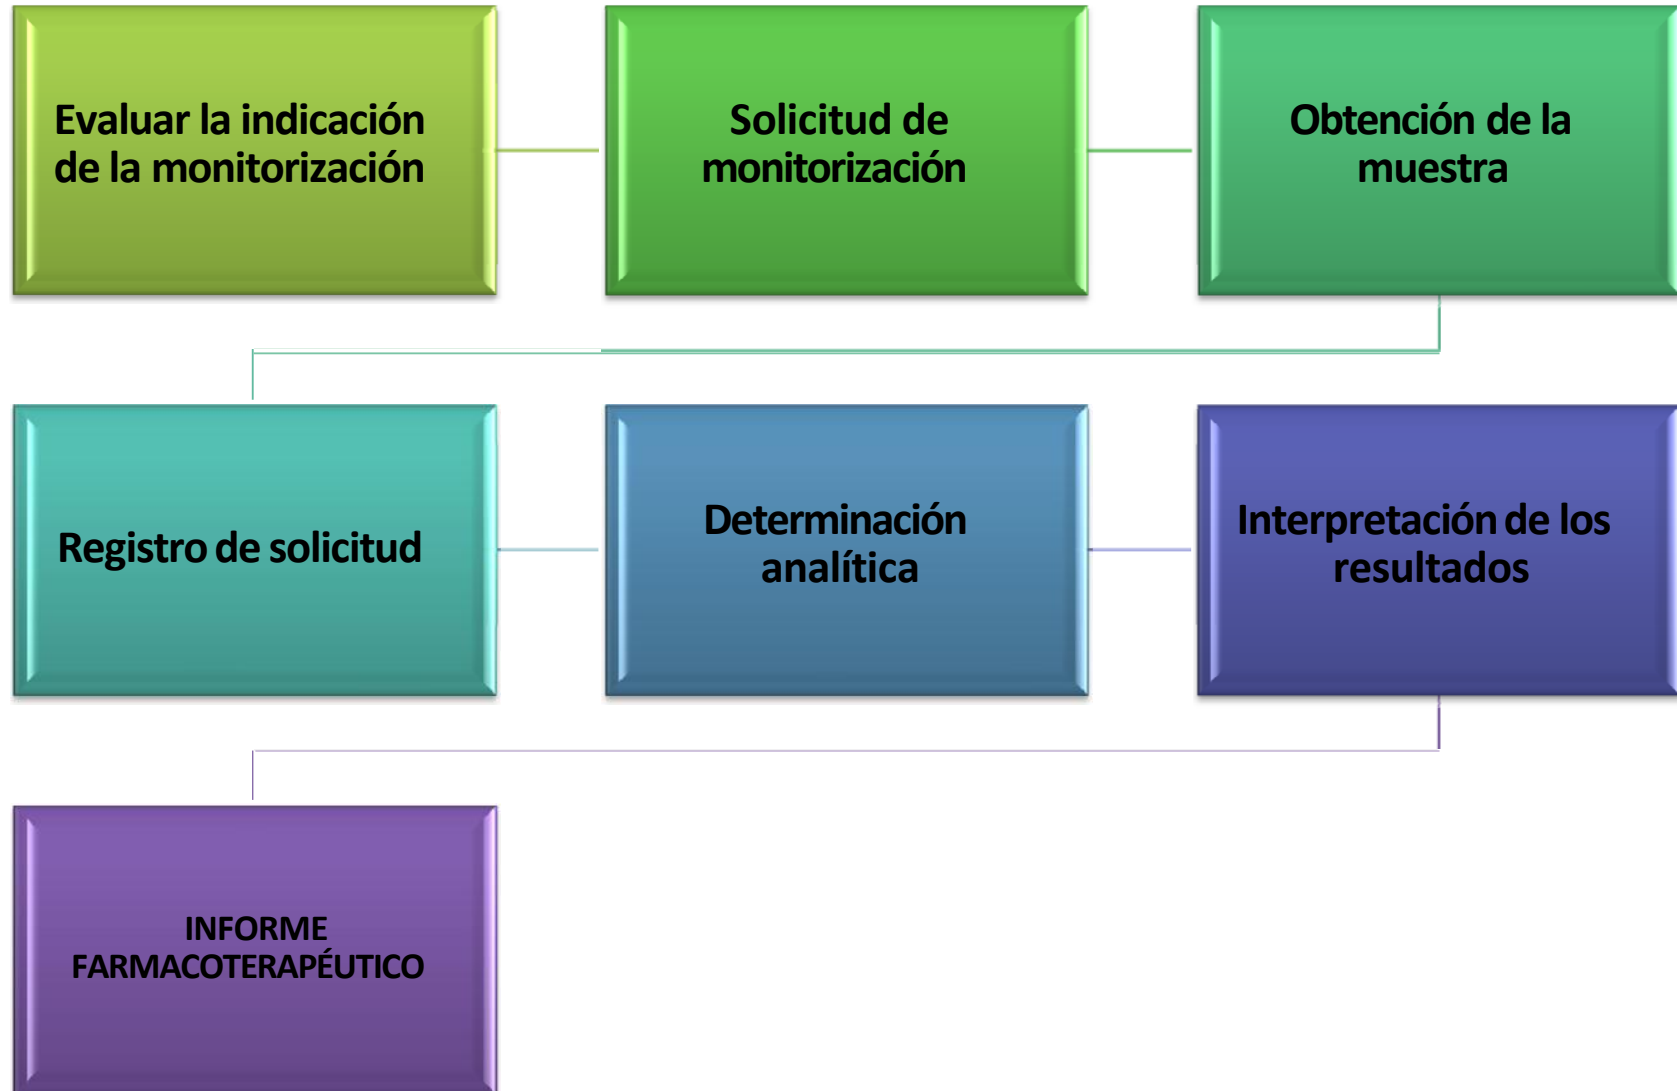 Evaluar la indicación
de la monitorización
Solicitud de
monitorización
Obtención de la
muestra
Registro de solicitud
Determinación
analítica
Interpretación de los
resultados
INFORME
FARMACOTERAPÉUTICO